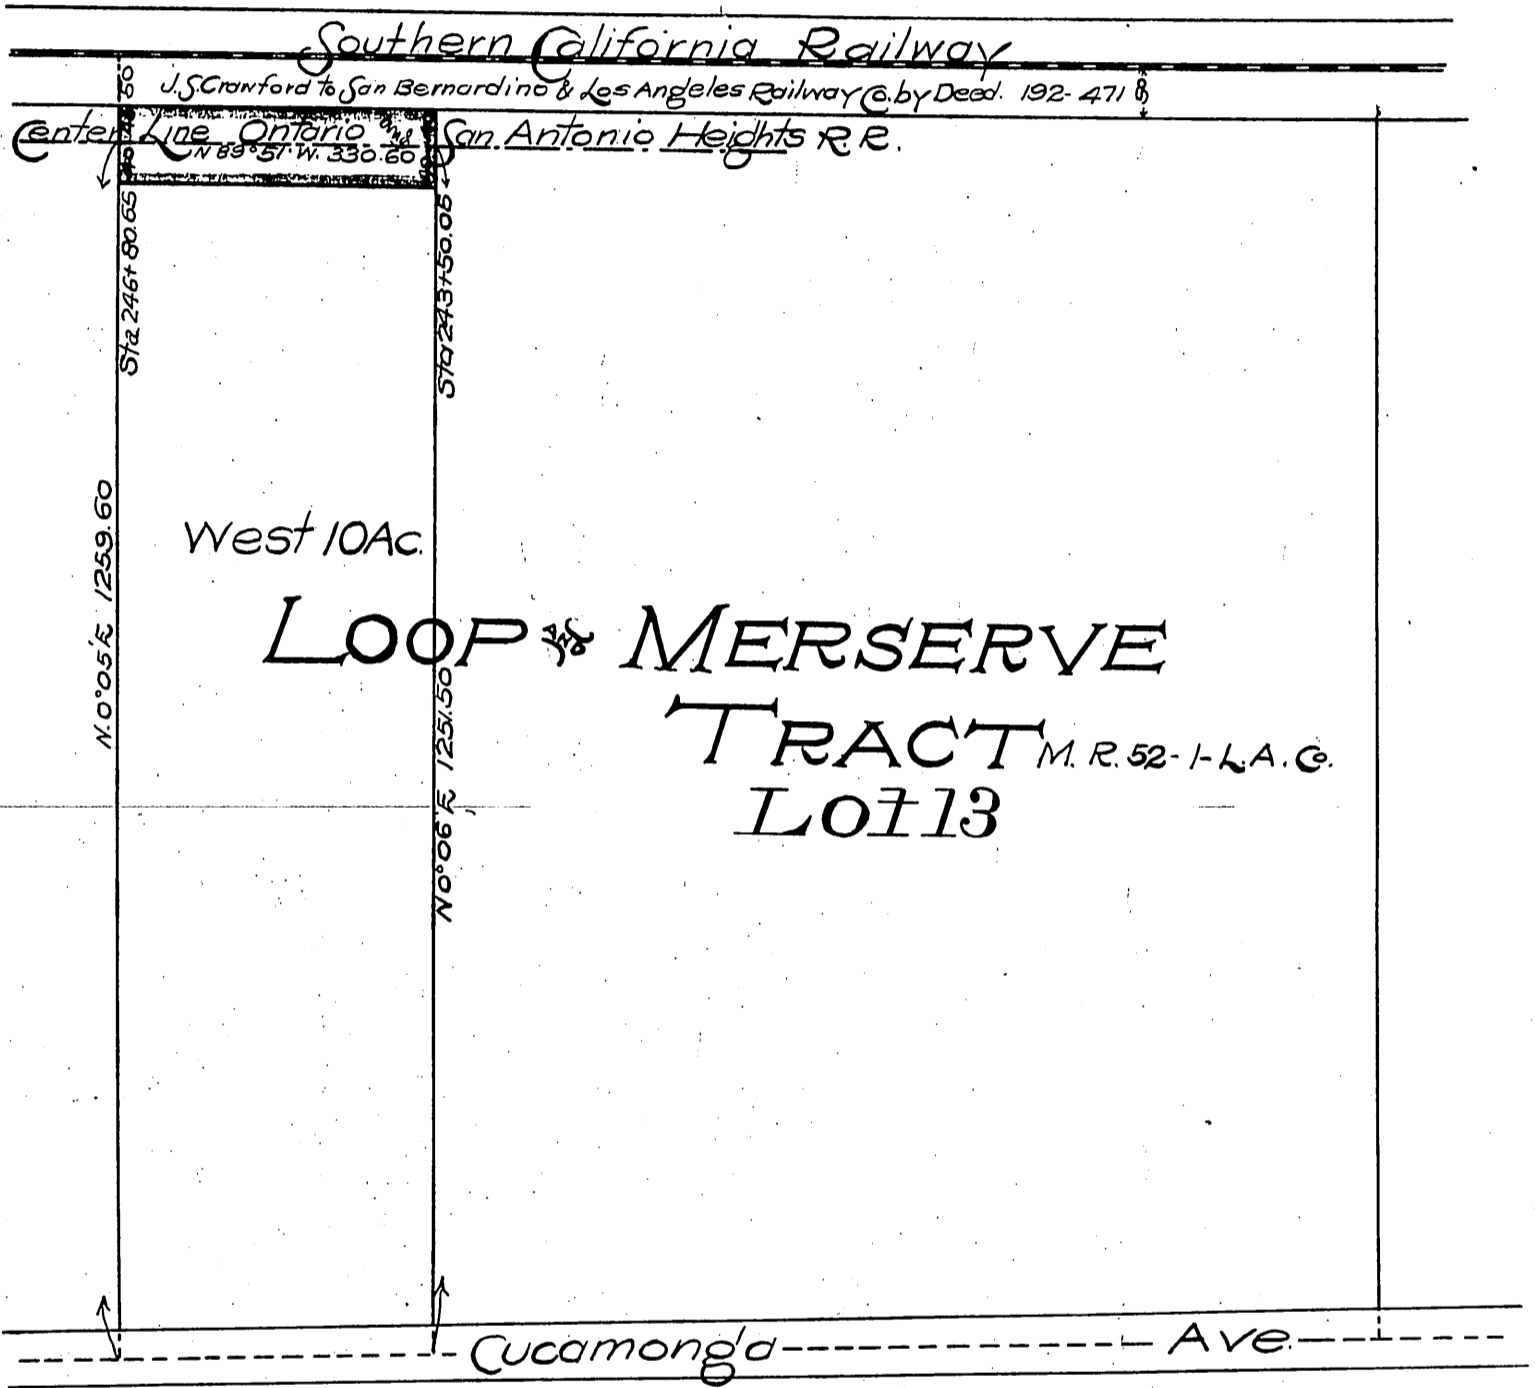 Southern California Railway
50
J.S.Crawford to San Bernardino & Los Angeles Railway Co. by Deed. 192-471
Center Line Ontario and San Antonio Heights R.R.
N 89°51' W. 330.60
Sta 246+80.65
Sta 243+50.05
N.0°05'E 1259.60
West 10Ac.
LOOP and MERSERVE
TRACT M. R. 52-1-L.A. Co.
N0°06'E 1251.50
Lot 13
Cucamonga Ave.